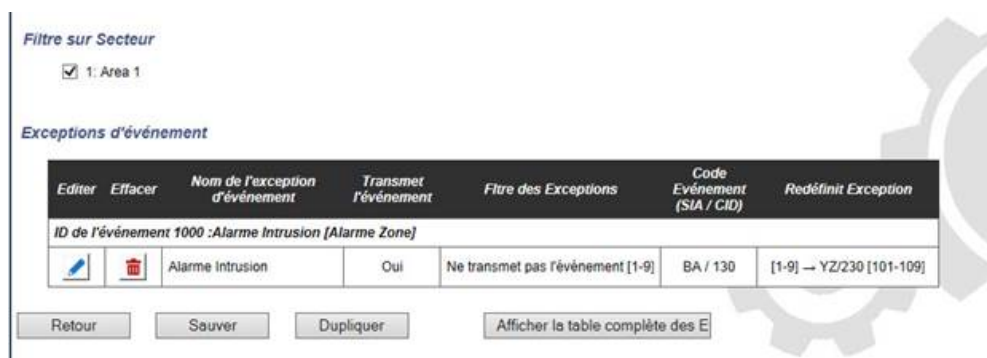 Filtre sur Secteur
1: Area 1
Exceptions d'événement
Editer Effacer Nom de l'exception d'événement Transmet l'événement Fltre des Exceptions Code Evénement (SIA / CID) Redéfinit Exception
ID de l'événement 1000 :Alarme Intrusion [Alarme Zone]
Alarme Intrusion Oui Ne transmet pas l'événement [1-9] BA / 130 [1-9] → YZ/230 [101-109]
Retour Sauver Dupliquer Afficher la table complète des E